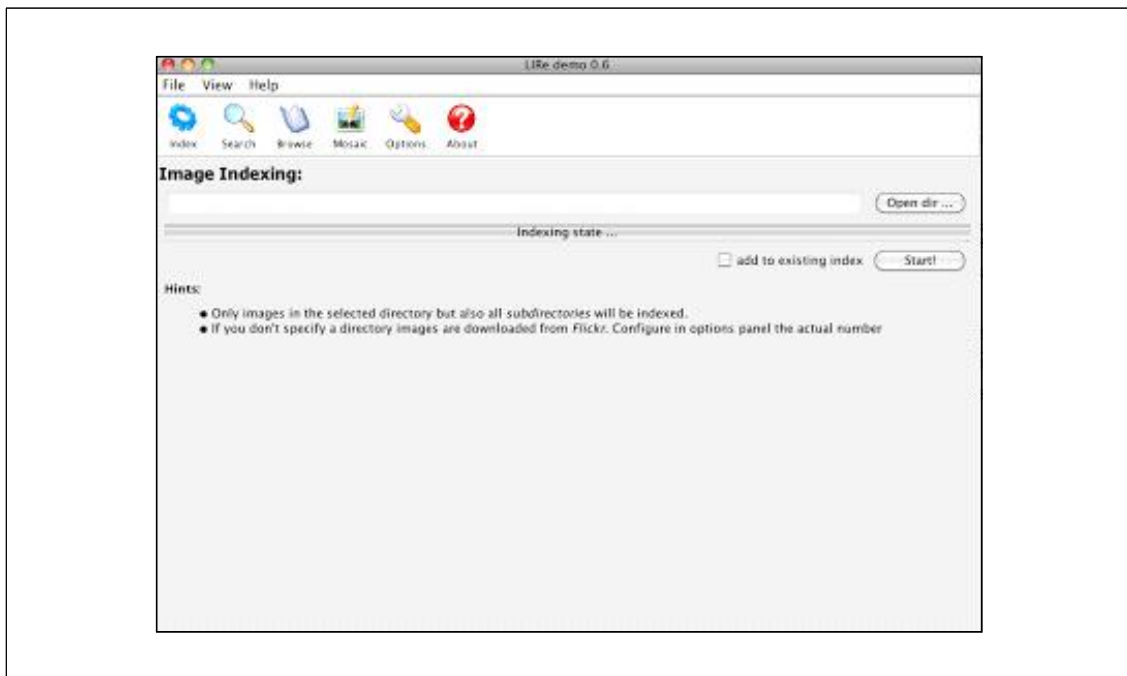 LIRe demo 0.6
File View Help
Index Search Browse Mosaic Options About
Image Indexing:
Open dir ...
Indexing state ...
add to existing index Start!
Hints:
• Only images in the selected directory but also all subdirectories will be indexed.
• If you don't specify a directory images are downloaded from Flickr. Configure in options panel the actual number